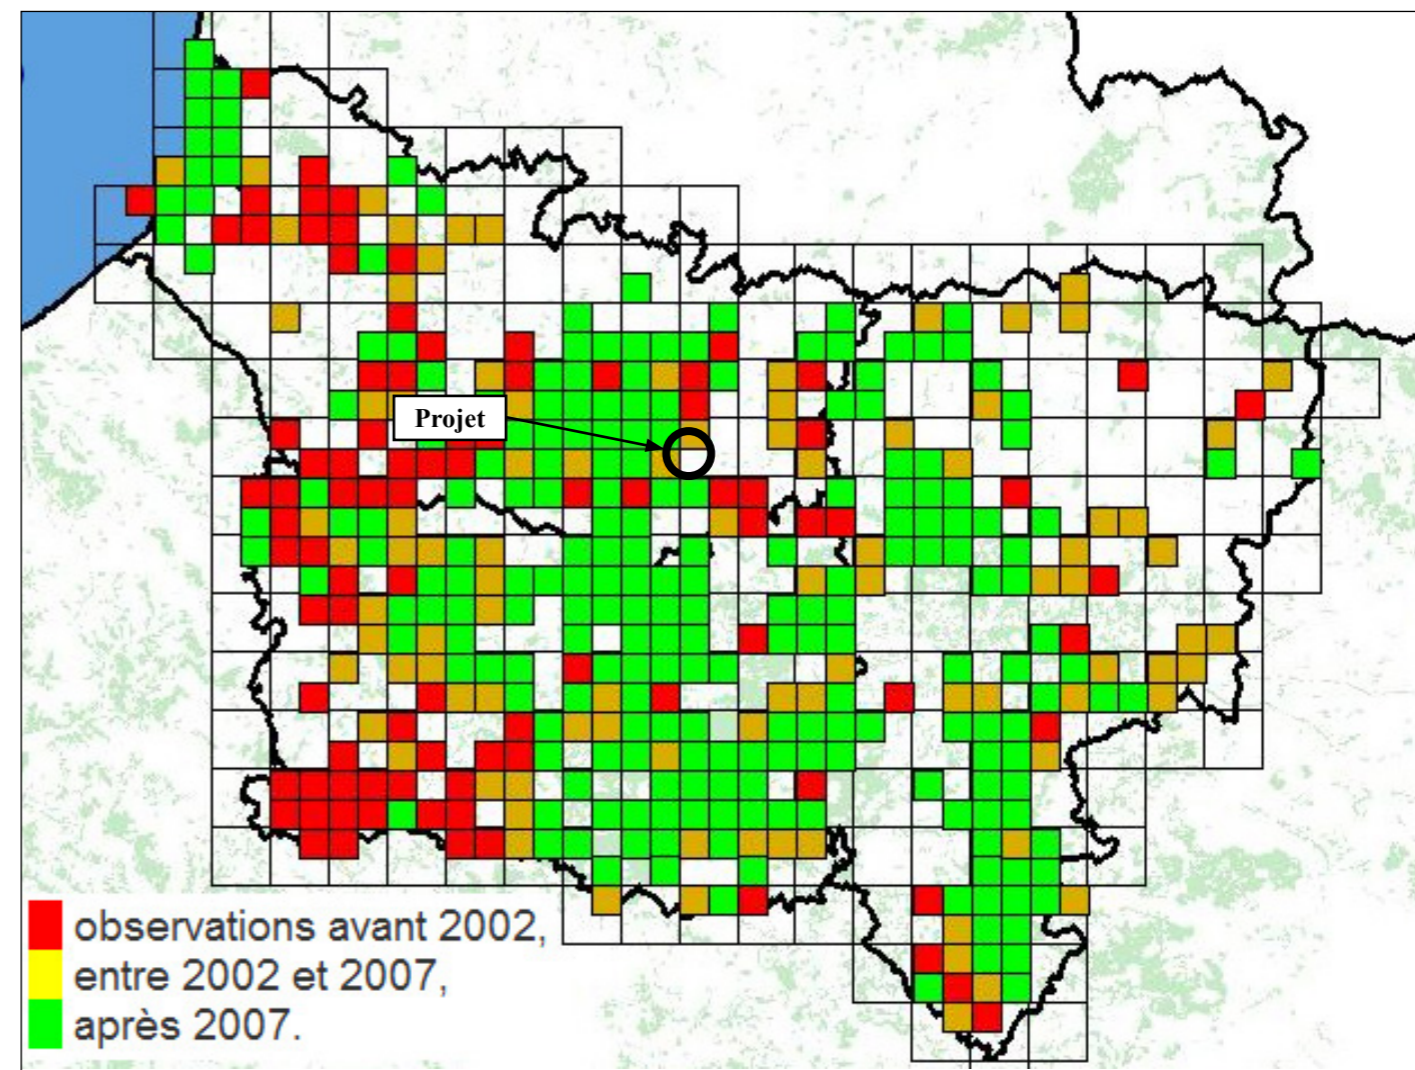 Projet
observations avant 2002,
entre 2002 et 2007,
après 2007.